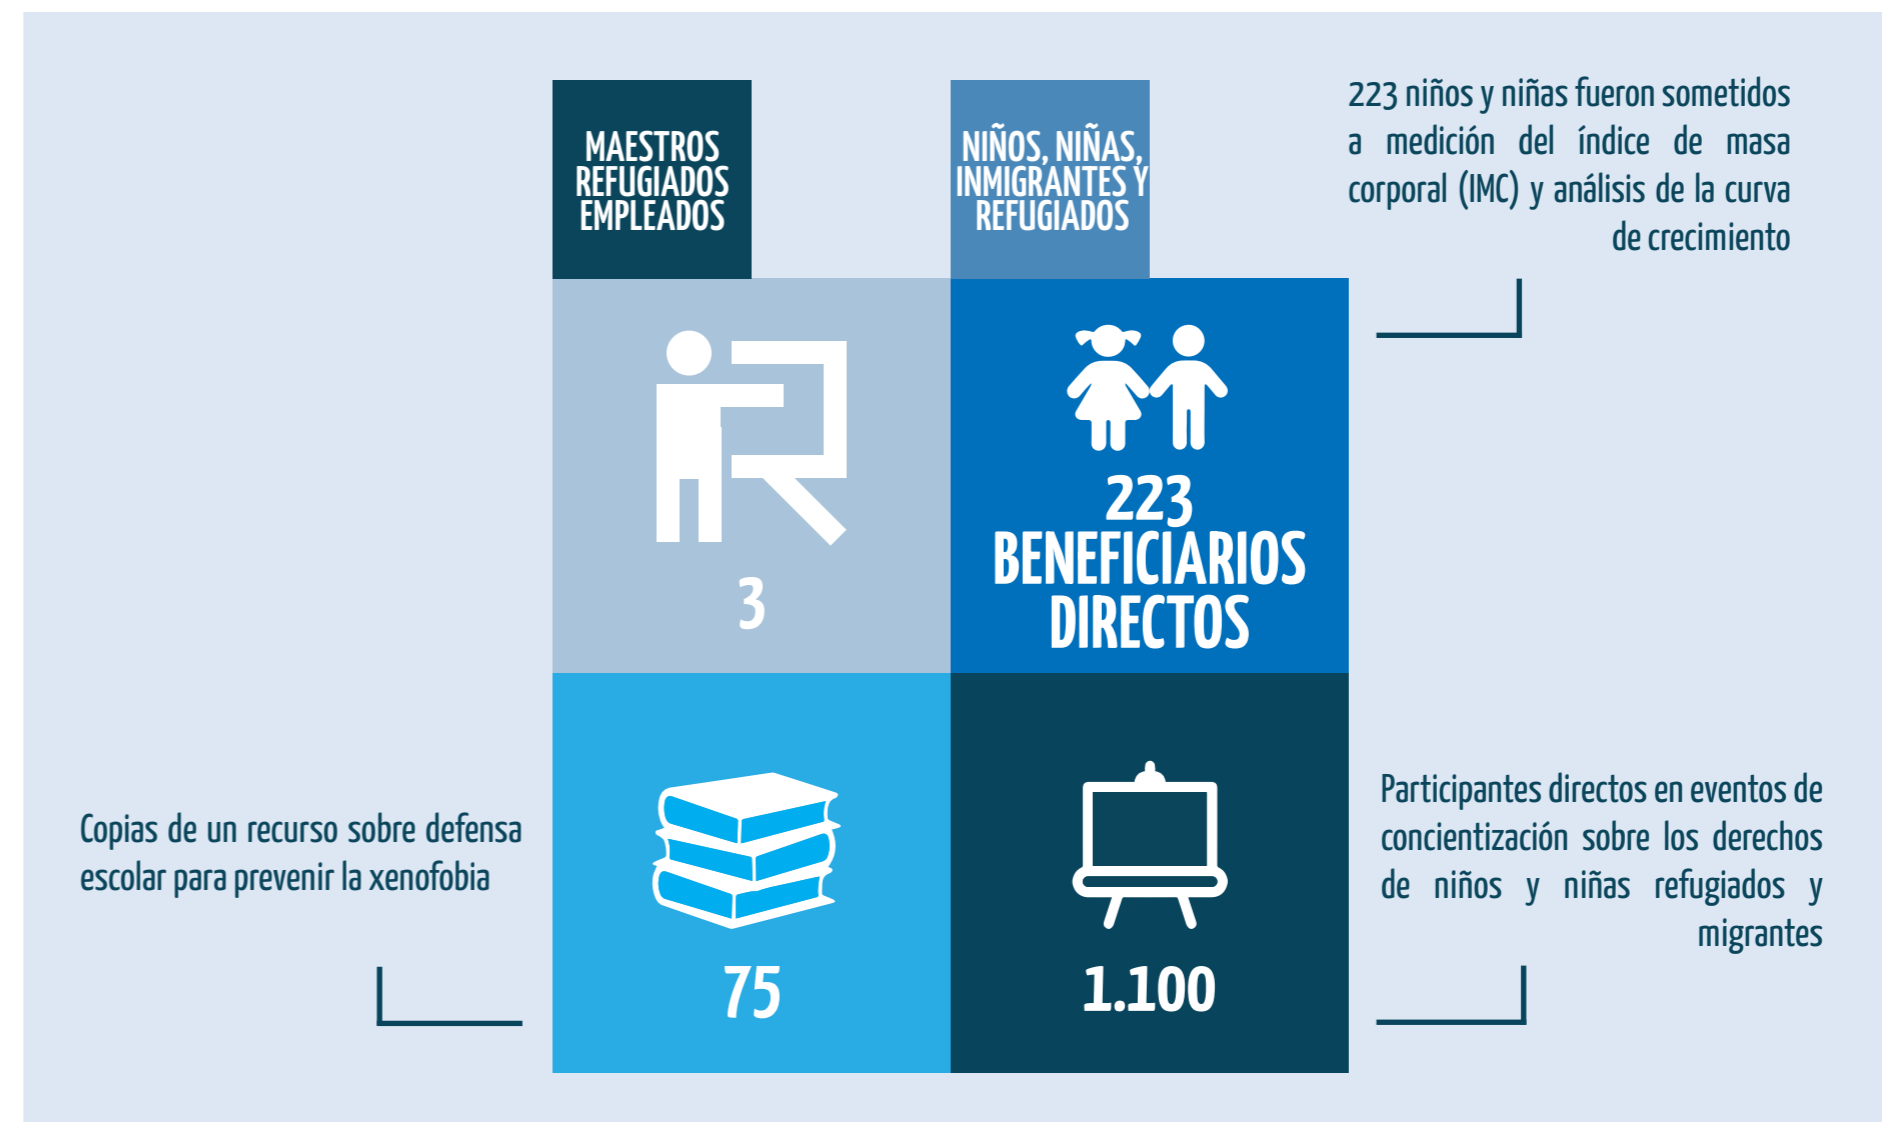 MAESTROS
REFUGIADOS
EMPLEADOS
3
NIÑOS, NIÑAS,
INMIGRANTES Y
REFUGIADOS
223
BENEFICIARIOS
DIRECTOS
223 niños y niñas fueron sometidos
a medición del índice de masa
corporal (IMC) y análisis de la curva
de crecimiento
Copias de un recurso sobre defensa
escolar para prevenir la xenofobia
75
1.100
Participantes directos en eventos de
concientización sobre los derechos
de niños y niñas refugiados y
migrantes